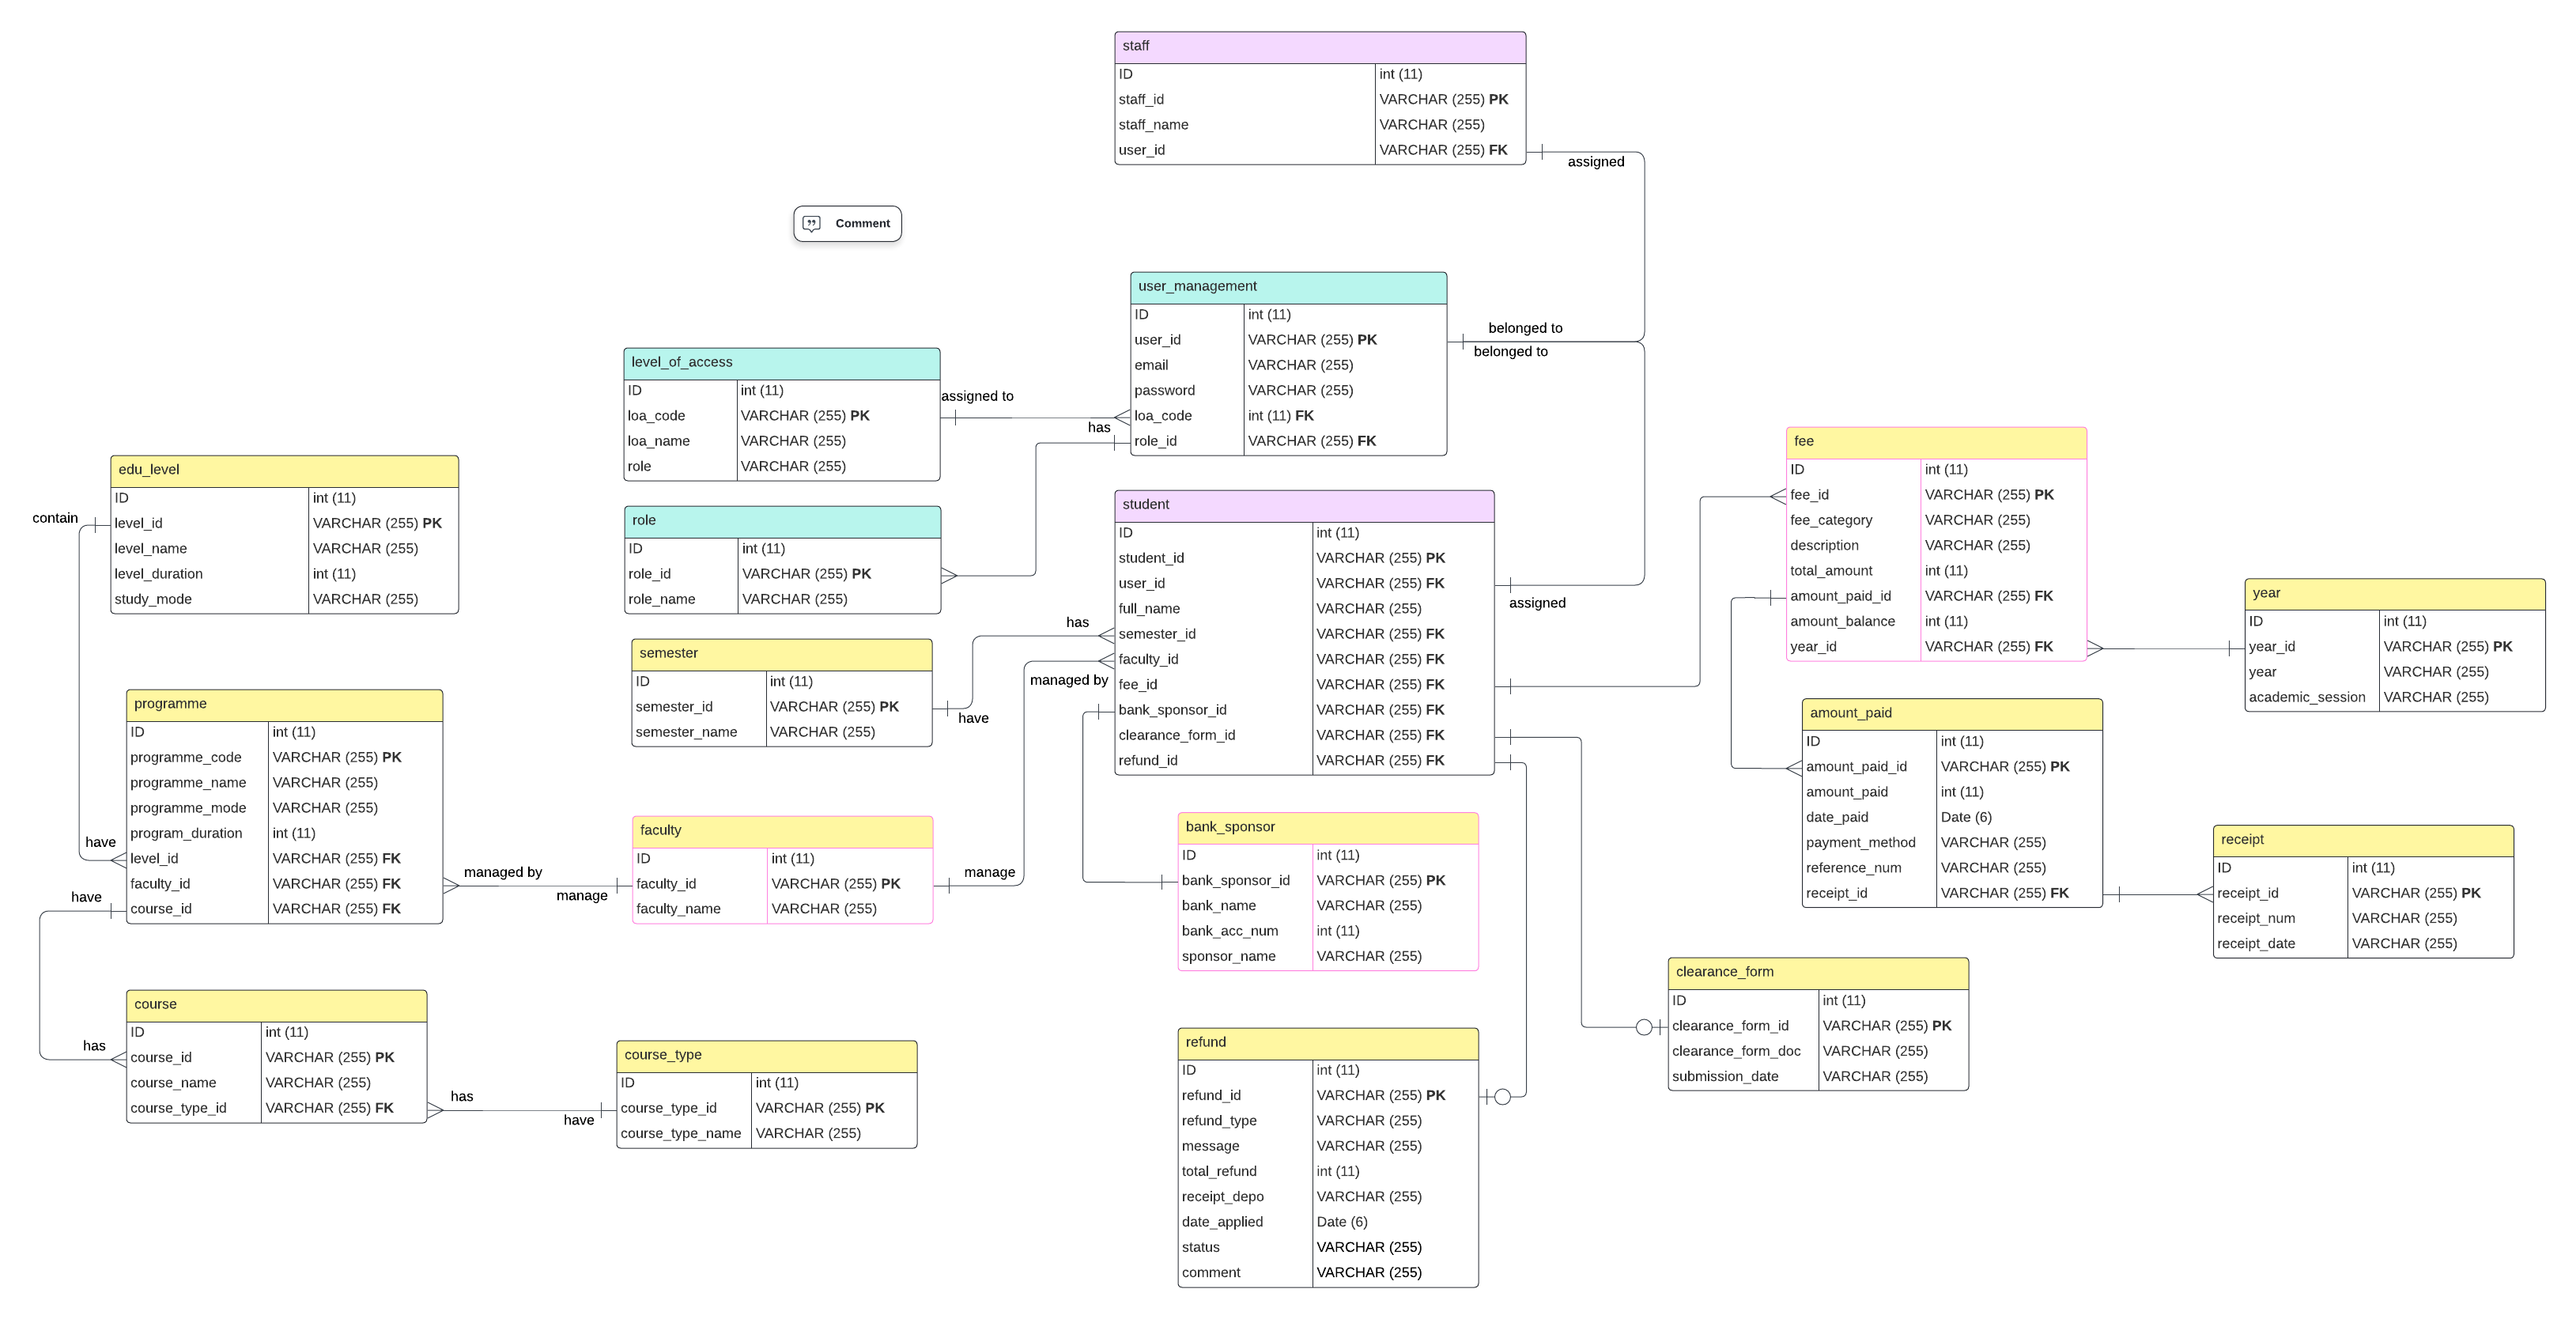 staff
ID int (11)
staff_id VARCHAR (255) PK
staff_name VARCHAR (255)
user_id VARCHAR (255) FK
assigned
Comment
user_management
ID int (11)
user_id VARCHAR (255) PK
email VARCHAR (255)
password VARCHAR (255)
loa_code int (11) FK
role_id VARCHAR (255) FK
belonged to
belonged to
level_of_access
ID int (11)
loa_code VARCHAR (255) PK
loa_name VARCHAR (255)
role VARCHAR (255)
assigned to
has
role
ID int (11)
role_id VARCHAR (255) PK
role_name VARCHAR (255)
edu_level
ID int (11)
level_id VARCHAR (255) PK
level_name VARCHAR (255)
level_duration int (11)
study_mode VARCHAR (255)
contain
student
ID int (11)
student_id VARCHAR (255) PK
user_id VARCHAR (255) FK
full_name VARCHAR (255)
semester_id VARCHAR (255) FK
faculty_id VARCHAR (255) FK
fee_id VARCHAR (255) FK
bank_sponsor_id VARCHAR (255) FK
clearance_form_id VARCHAR (255) FK
refund_id VARCHAR (255) FK
assigned
has
managed by
semester
ID int (11)
semester_id VARCHAR (255) PK
semester_name VARCHAR (255)
have
fee
ID int (11)
fee_id VARCHAR (255) PK
fee_category VARCHAR (255)
description VARCHAR (255)
total_amount int (11)
amount_paid_id VARCHAR (255) FK
amount_balance int (11)
year_id VARCHAR (255) FK
year
ID int (11)
year_id VARCHAR (255) PK
year VARCHAR (255)
academic_session VARCHAR (255)
programme
ID int (11)
programme_code VARCHAR (255) PK
programme_name VARCHAR (255)
programme_mode VARCHAR (255)
program_duration int (11)
level_id VARCHAR (255) FK
faculty_id VARCHAR (255) FK
course_id VARCHAR (255) FK
have
have
managed by
manage
faculty
ID int (11)
faculty_id VARCHAR (255) PK
faculty_name VARCHAR (255)
manage
amount_paid
ID int (11)
amount_paid_id VARCHAR (255) PK
amount_paid int (11)
date_paid Date (6)
payment_method VARCHAR (255)
reference_num VARCHAR (255)
receipt_id VARCHAR (255) FK
receipt
ID int (11)
receipt_id VARCHAR (255) PK
receipt_num VARCHAR (255)
receipt_date VARCHAR (255)
bank_sponsor
ID int (11)
bank_sponsor_id VARCHAR (255) PK
bank_name VARCHAR (255)
bank_acc_num int (11)
sponsor_name VARCHAR (255)
clearance_form
ID int (11)
clearance_form_id VARCHAR (255) PK
clearance_form_doc VARCHAR (255)
submission_date VARCHAR (255)
course
ID int (11)
course_id VARCHAR (255) PK
course_name VARCHAR (255)
course_type_id VARCHAR (255) FK
has
has
have
course_type
ID int (11)
course_type_id VARCHAR (255) PK
course_type_name VARCHAR (255)
refund
ID int (11)
refund_id VARCHAR (255) PK
refund_type VARCHAR (255)
message VARCHAR (255)
total_refund int (11)
receipt_depo VARCHAR (255)
date_applied Date (6)
status VARCHAR (255)
comment VARCHAR (255)